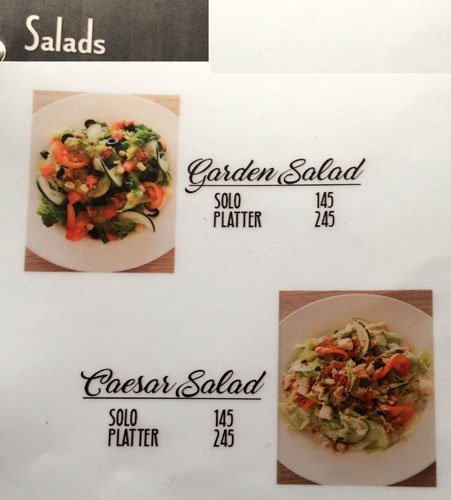 Salads
Garden Salad
SOLO 145
PLATTER 245
Caesar Salad
SOLO 145
PLATTER 245